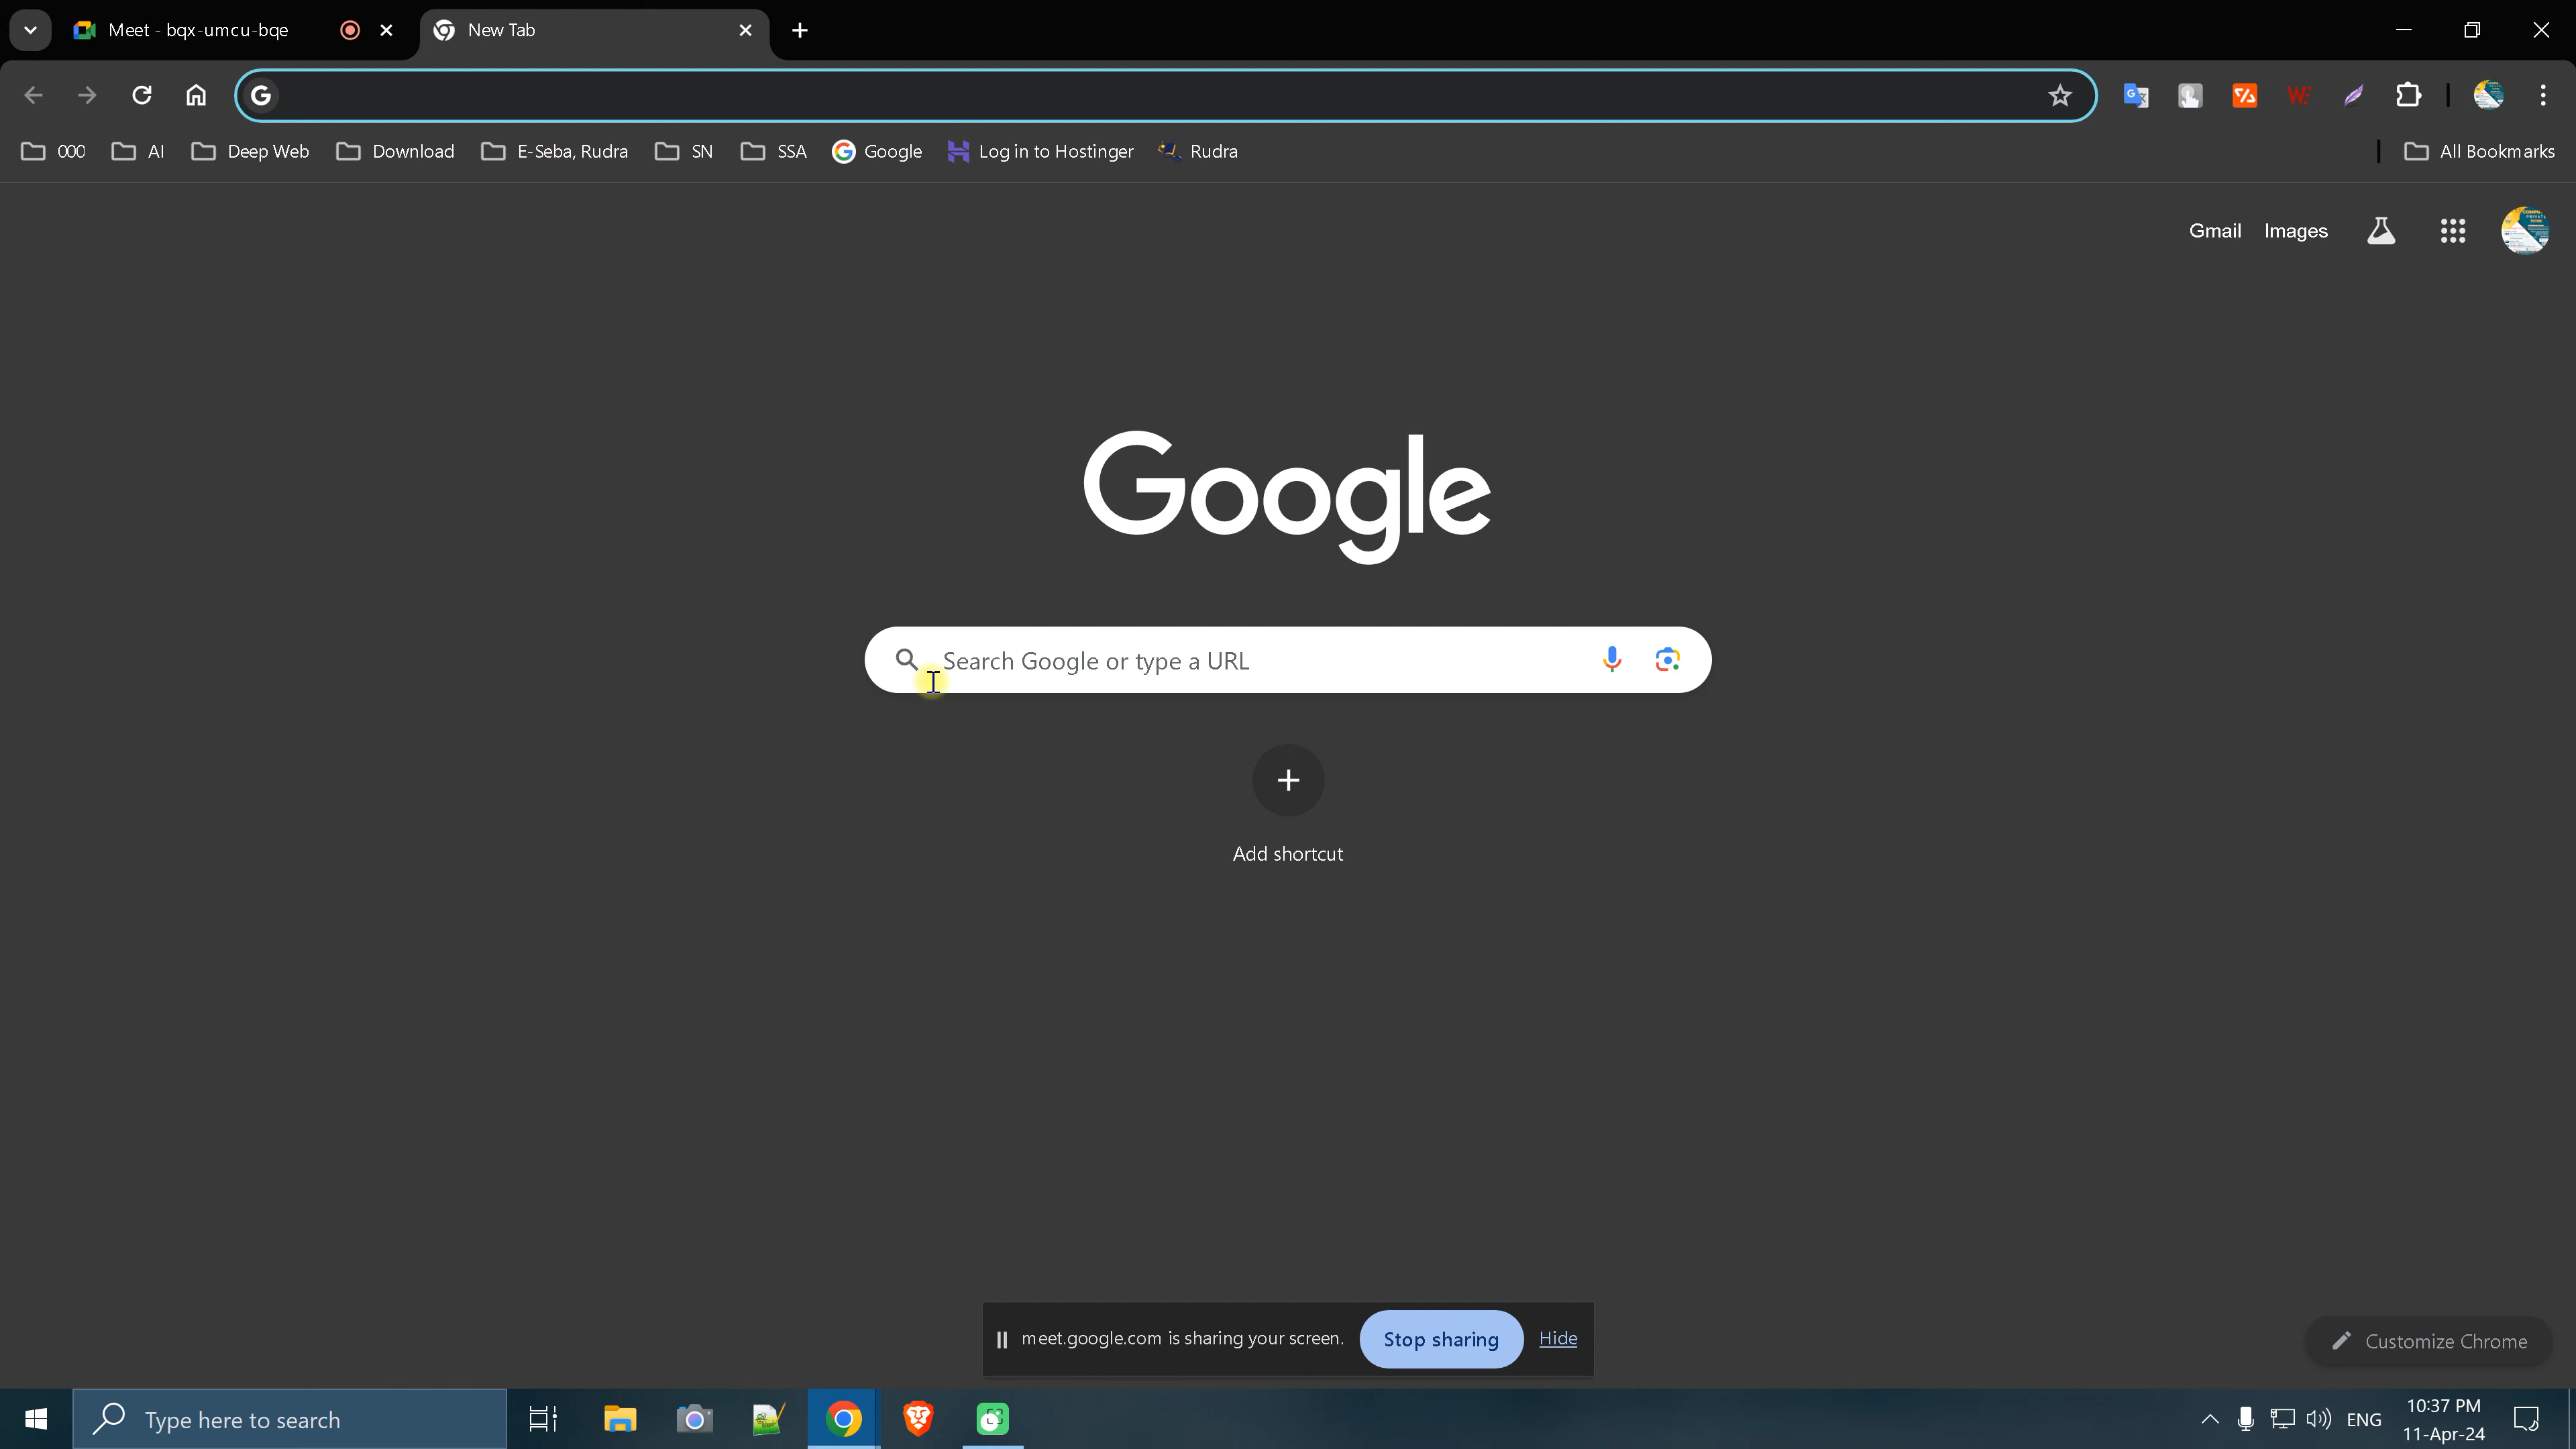 Meet - bqx-umcu-bqe
New Tab
000
AI
Deep Web
Download
E-Seba, Rudra
SN
SSA
Google
Log in to Hostinger
Rudra
All Bookmarks
Gmail
Images
Google
Search Google or type a URL
Add shortcut
meet.google.com is sharing your screen.
Stop sharing
Hide
Customize Chrome
Type here to search
ENG
10:37 PM
11-Apr-24